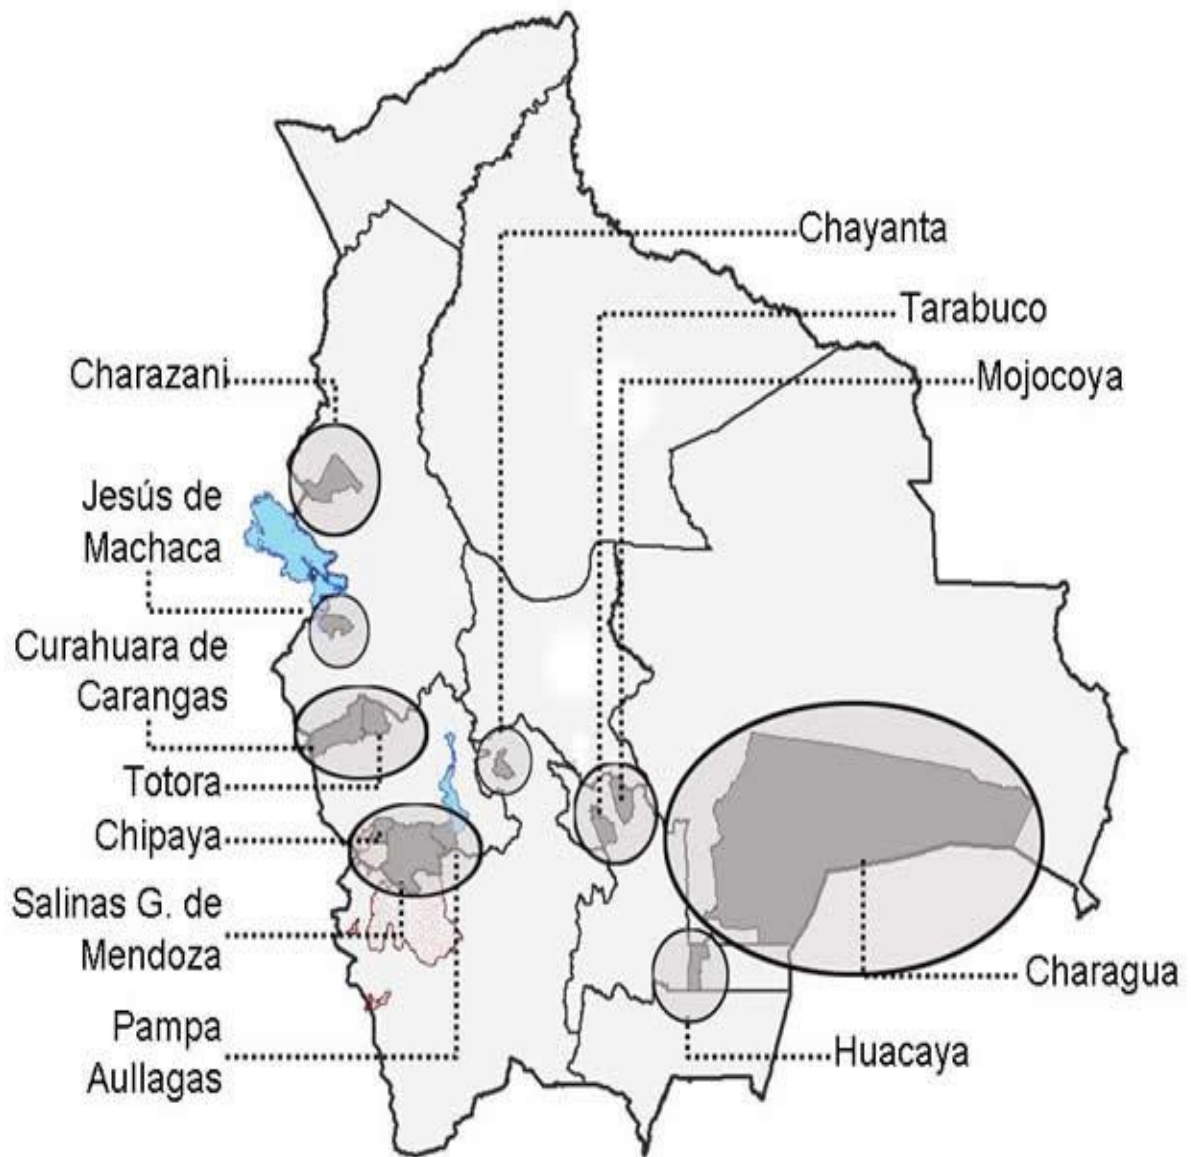 Chayanta
Tarabuco
Mojocoya
Charazani
Jesús de
Machaca
Curahuara de
Carangas
Totora
Chipaya
Salinas G. de
Mendoza
Pampa
Aullagas
Charagua
Huacaya